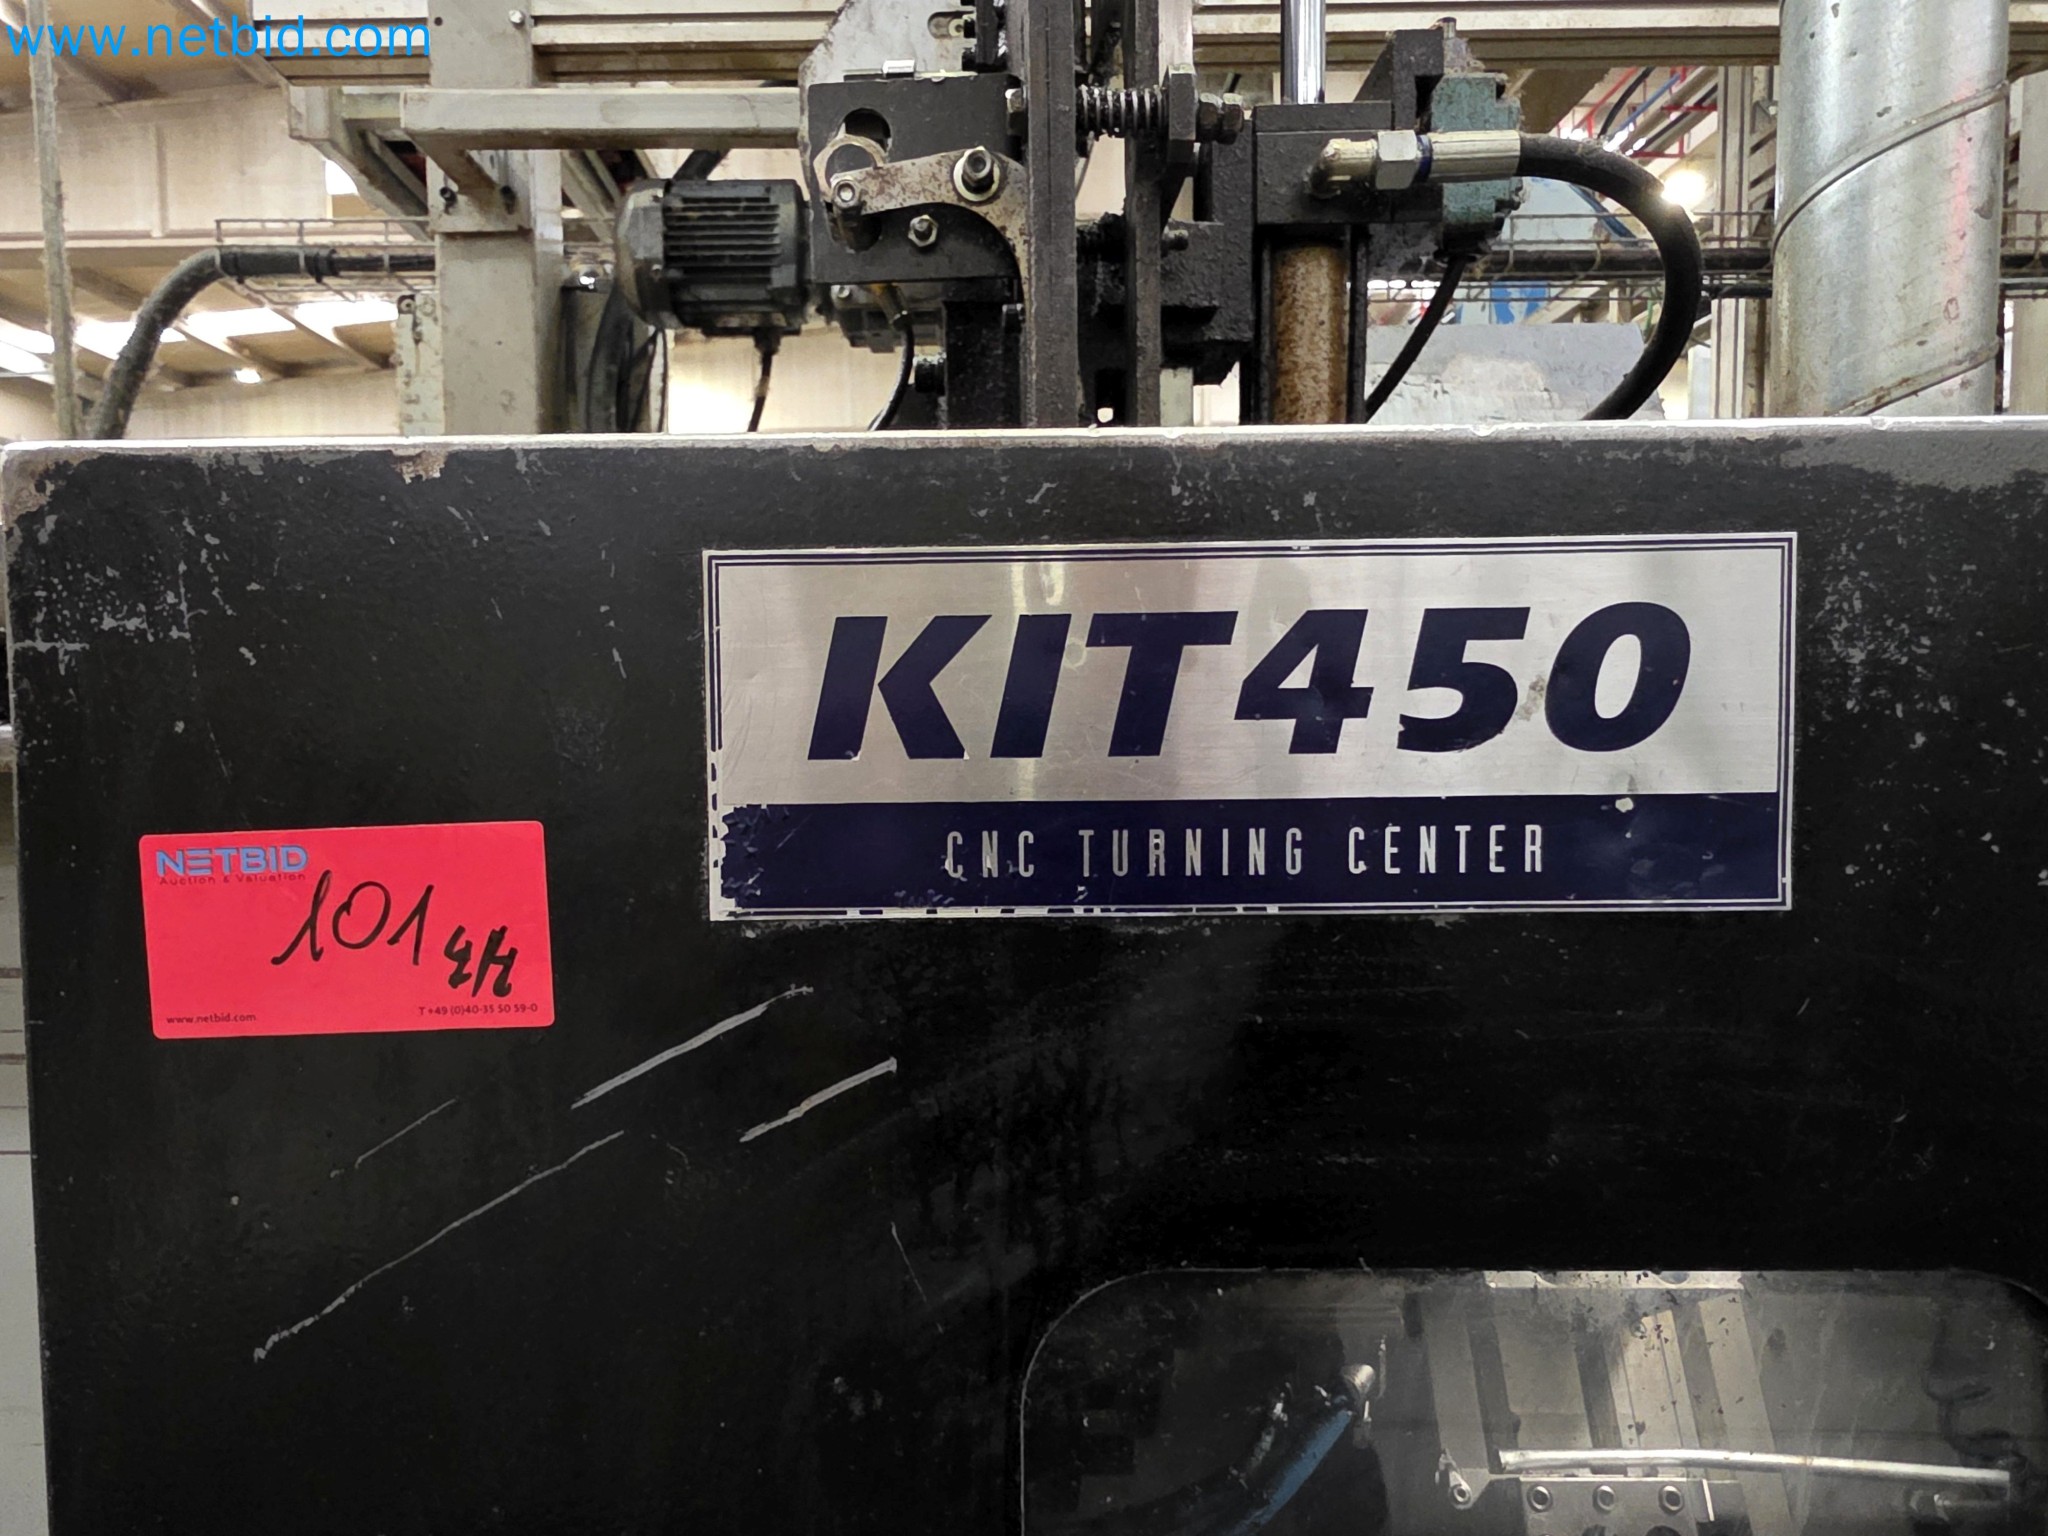 www.netbid.com
KIT450
CNC TURNING CENTER
NETBID
Auction & Valuation
101
www.netbid.com
T +49 (0)40-35 50 59-0